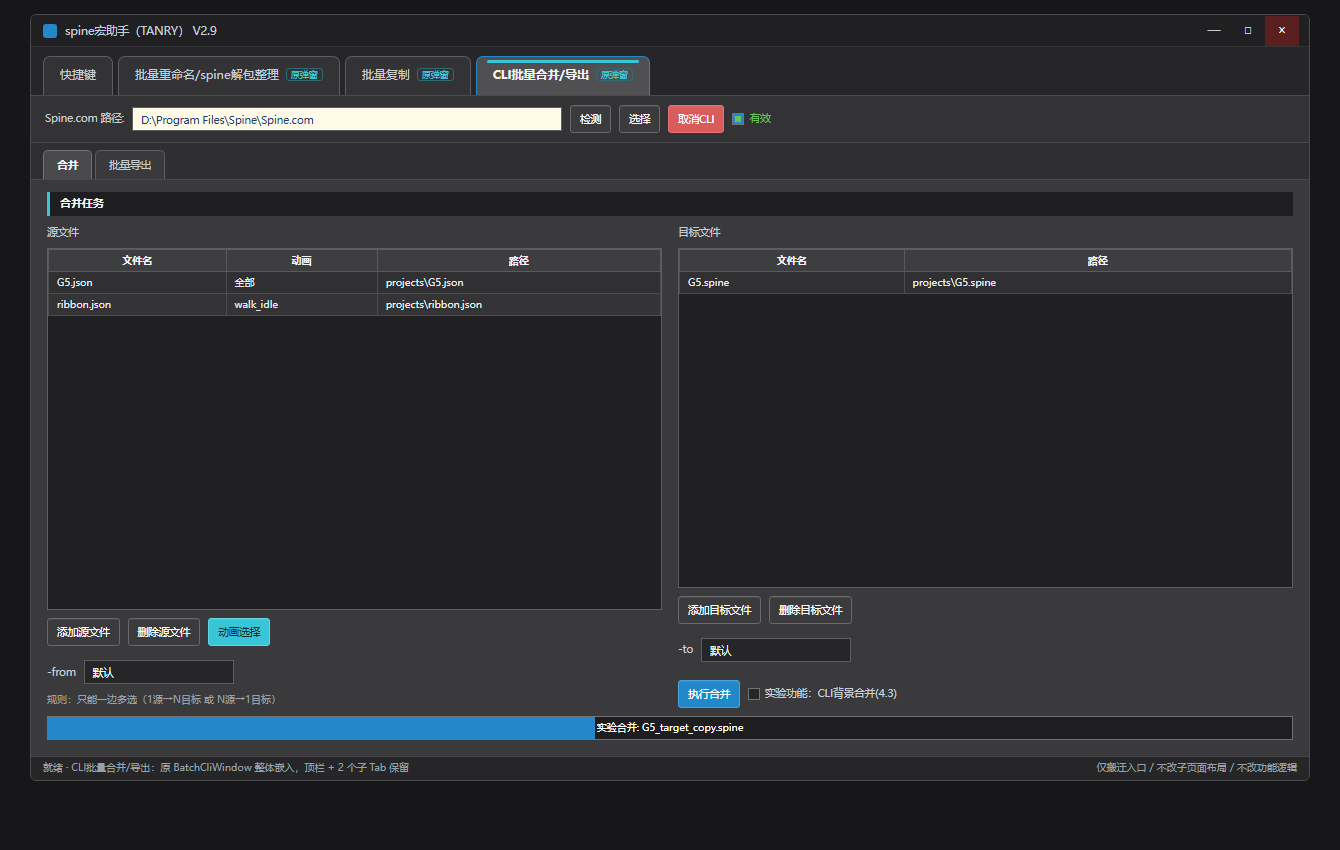 spine宏助手（TANRY） V2.9
快捷键
批量重命名/spine解包整理 原弹窗
批量复制 原弹窗
CLI批量合并/导出 原弹窗
Spine.com 路径:
D:\Program Files\Spine\Spine.com
检测
选择
取消CLI
有效
合并
批量导出
合并任务
源文件
文件名 动画 路径
G5.json 全部 projects\G5.json
ribbon.json walk_idle projects\ribbon.json
添加源文件
删除源文件
动画选择
-from 默认
规则：只能一边多选（1源→N目标 或 N源→1目标）
目标文件
文件名 路径
G5.spine projects\G5.spine
添加目标文件
删除目标文件
-to 默认
执行合并
实验功能：CLI背景合并(4.3)
实验合并: G5_target_copy.spine
就绪 · CLI批量合并/导出：原 BatchCliWindow 整体嵌入，顶栏 + 2 个子 Tab 保留
仅搬迁入口 / 不改子页面布局 / 不改功能逻辑